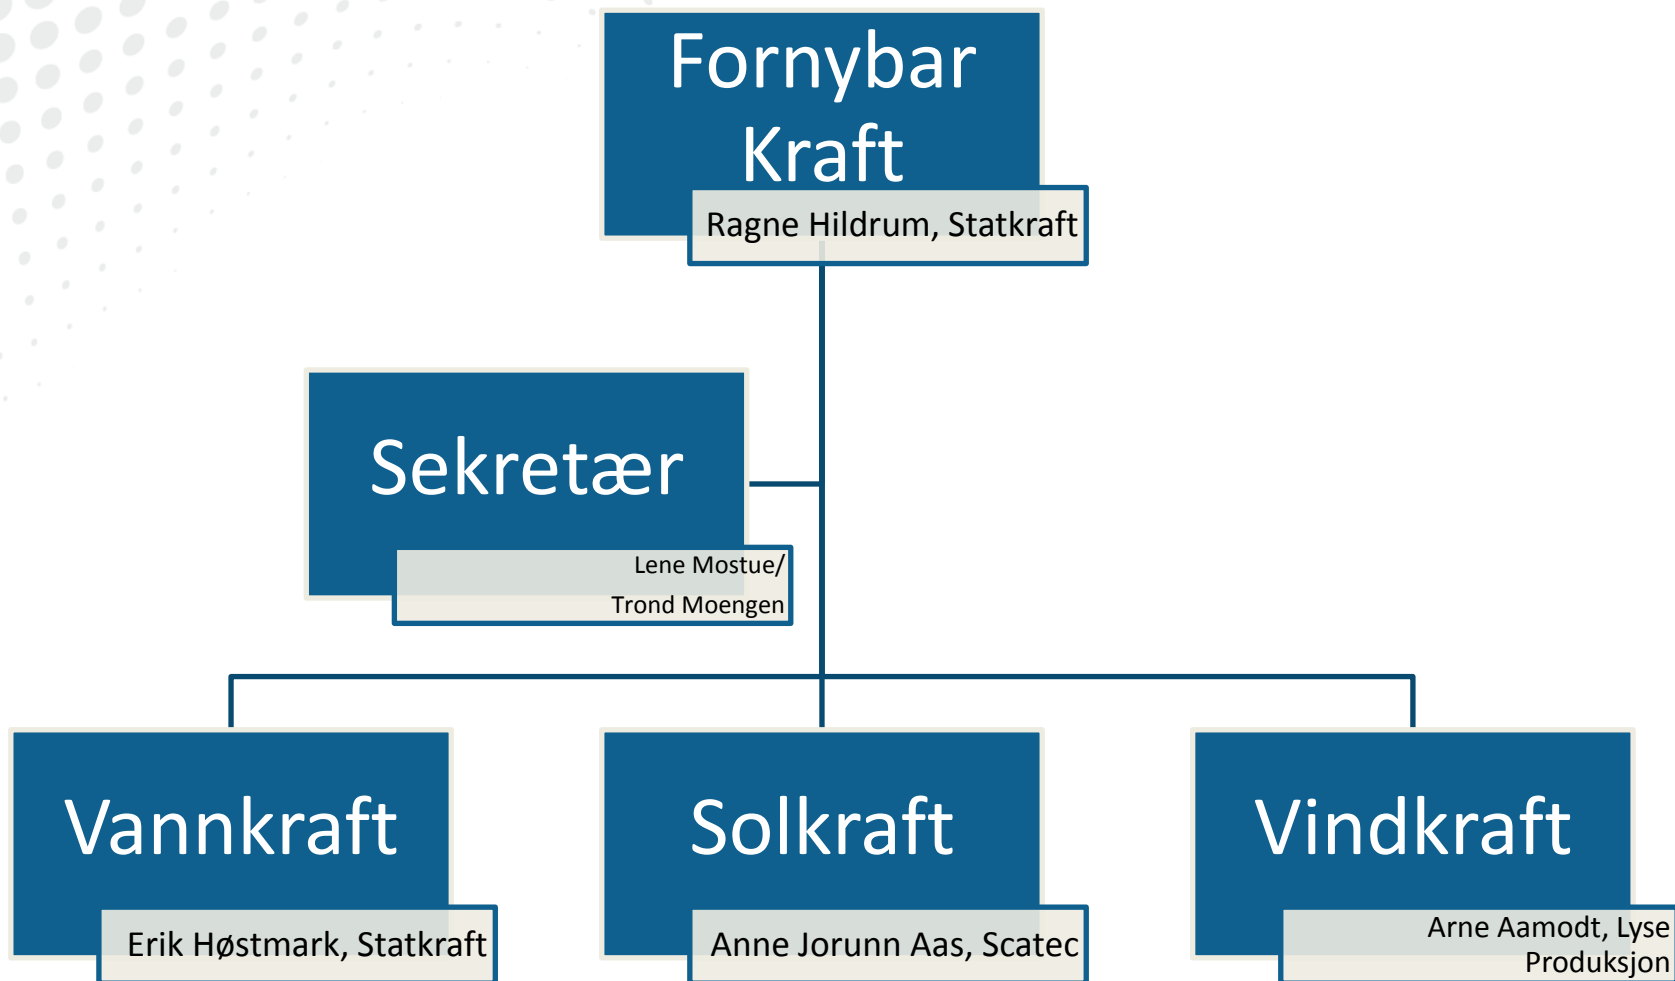 Fornybar
Kraft
Ragne Hildrum, Statkraft
Sekretær
Lene Mostue/
Trond Moengen
Vannkraft
Erik Høstmark, Statkraft
Solkraft
Anne Jorunn Aas, Scatec
Vindkraft
Arne Aamodt, Lyse
Produksjon